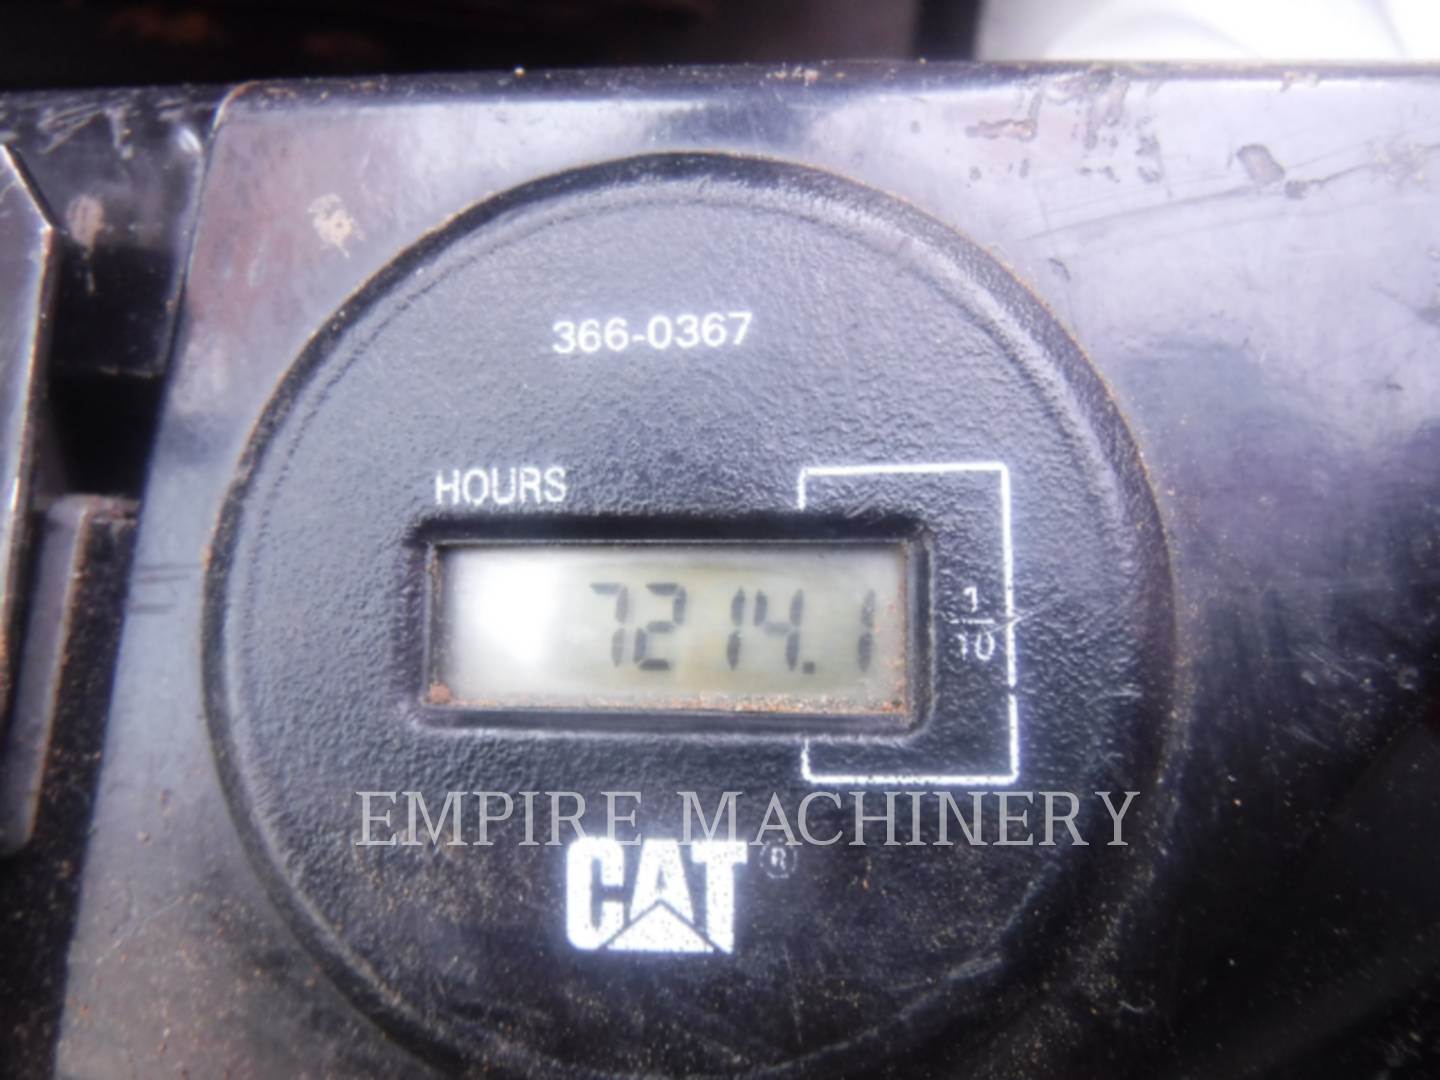 366-0367
HOURS
7214.1
1
10
EMPIRE MACHINERY
CAT®